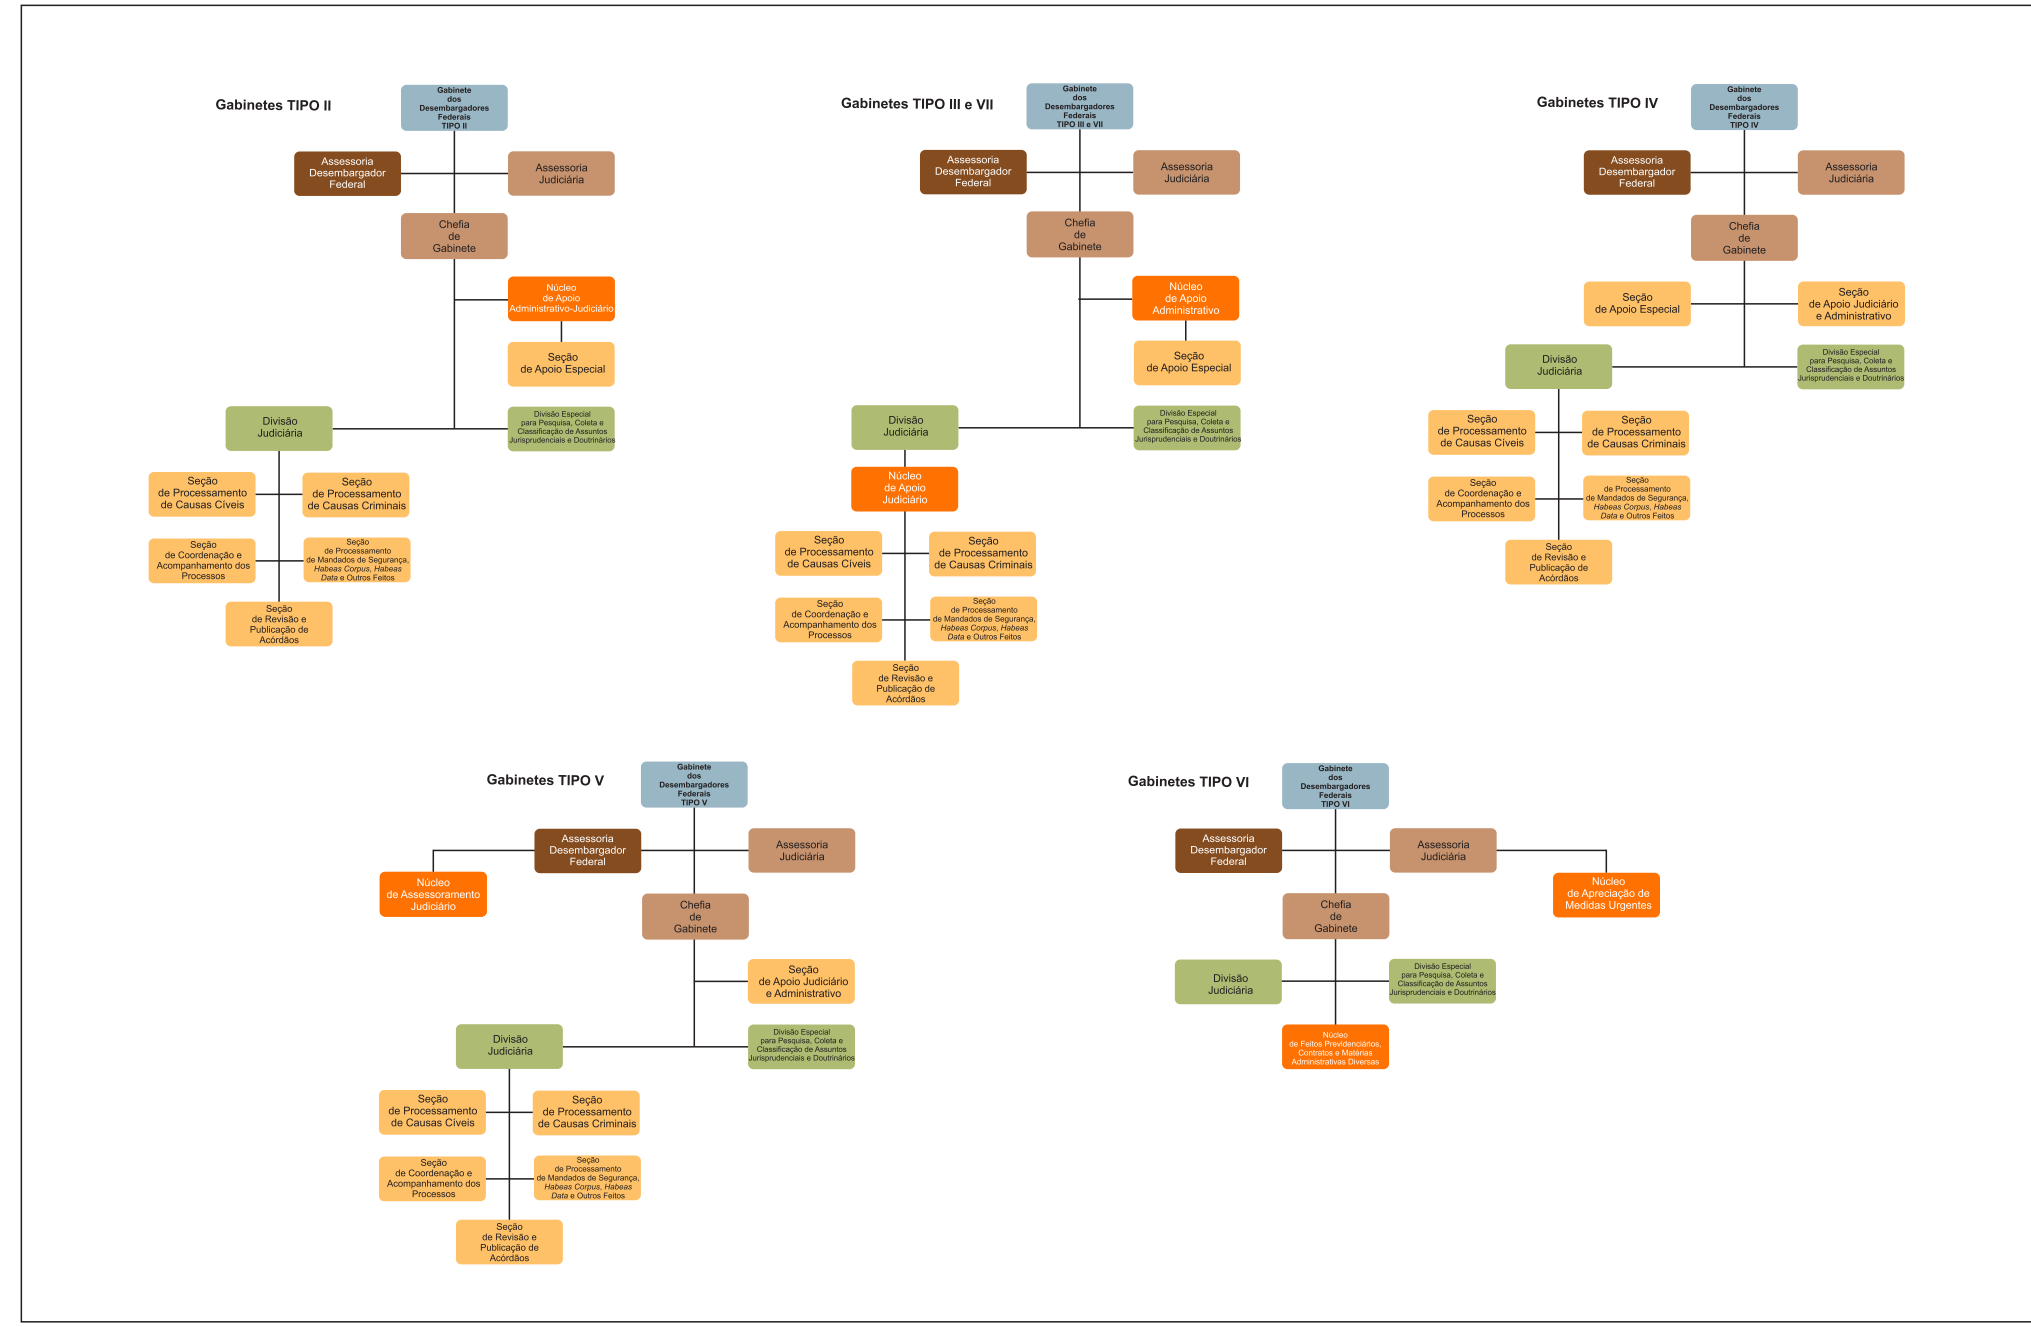 Gabinetes TIPO II
Gabinete
dos
Desembargadores
Federais
TIPO II
Assessoria
Desembargador
Federal
Assessoria
Judiciária
Chefia
de
Gabinete
Núcleo
de Apoio
Administrativo-Judiciário
Seção
de Apoio Especial
Divisão
Judiciária
Divisão Especial
para Pesquisa, Coleta e
Classificação de Assuntos
Jurisprudenciais e Doutrinários
Seção
de Processamento
de Causas Cíveis
Seção
de Processamento
de Causas Criminais
Seção
de Coordenação e
Acompanhamento dos
Processos
Seção
de Processamento
de Mandados de Segurança,
Habeas Corpus, Habeas
Data e Outros Feitos
Seção
de Revisão e
Publicação de
Acórdãos
Gabinetes TIPO III e VII
Gabinete
dos
Desembargadores
Federais
TIPO III e VII
Assessoria
Desembargador
Federal
Assessoria
Judiciária
Chefia
de
Gabinete
Núcleo
de Apoio
Administrativo
Seção
de Apoio Especial
Divisão
Judiciária
Divisão Especial
para Pesquisa, Coleta e
Classificação de Assuntos
Jurisprudenciais e Doutrinários
Núcleo
de Apoio
Judiciário
Seção
de Processamento
de Causas Cíveis
Seção
de Processamento
de Causas Criminais
Seção
de Coordenação e
Acompanhamento dos
Processos
Seção
de Processamento
de Mandados de Segurança,
Habeas Corpus, Habeas
Data e Outros Feitos
Seção
de Revisão e
Publicação de
Acórdãos
Gabinetes TIPO IV
Gabinete
dos
Desembargadores
Federais
TIPO IV
Assessoria
Desembargador
Federal
Assessoria
Judiciária
Chefia
de
Gabinete
Seção
de Apoio Especial
Seção
de Apoio Judiciário
e Administrativo
Divisão
Judiciária
Divisão Especial
para Pesquisa, Coleta e
Classificação de Assuntos
Jurisprudenciais e Doutrinários
Seção
de Processamento
de Causas Cíveis
Seção
de Processamento
de Causas Criminais
Seção
de Coordenação e
Acompanhamento dos
Processos
Seção
de Processamento
de Mandados de Segurança,
Habeas Corpus, Habeas
Data e Outros Feitos
Seção
de Revisão e
Publicação de
Acórdãos
Gabinetes TIPO V
Gabinete
dos
Desembargadores
Federais
TIPO V
Assessoria
Desembargador
Federal
Assessoria
Judiciária
Núcleo
de Assessoramento
Judiciário
Chefia
de
Gabinete
Seção
de Apoio Judiciário
e Administrativo
Divisão
Judiciária
Divisão Especial
para Pesquisa, Coleta e
Classificação de Assuntos
Jurisprudenciais e Doutrinários
Seção
de Processamento
de Causas Cíveis
Seção
de Processamento
de Causas Criminais
Seção
de Coordenação e
Acompanhamento dos
Processos
Seção
de Processamento
de Mandados de Segurança,
Habeas Corpus, Habeas
Data e Outros Feitos
Seção
de Revisão e
Publicação de
Acórdãos
Gabinetes TIPO VI
Gabinete
dos
Desembargadores
Federais
TIPO VI
Assessoria
Desembargador
Federal
Assessoria
Judiciária
Núcleo
de Apreciação de
Medidas Urgentes
Chefia
de
Gabinete
Divisão
Judiciária
Divisão Especial
para Pesquisa, Coleta e
Classificação de Assuntos
Jurisprudenciais e Doutrinários
Núcleo
de Feitos Previdenciários,
Contratos e Matérias
Administrativas Diversas